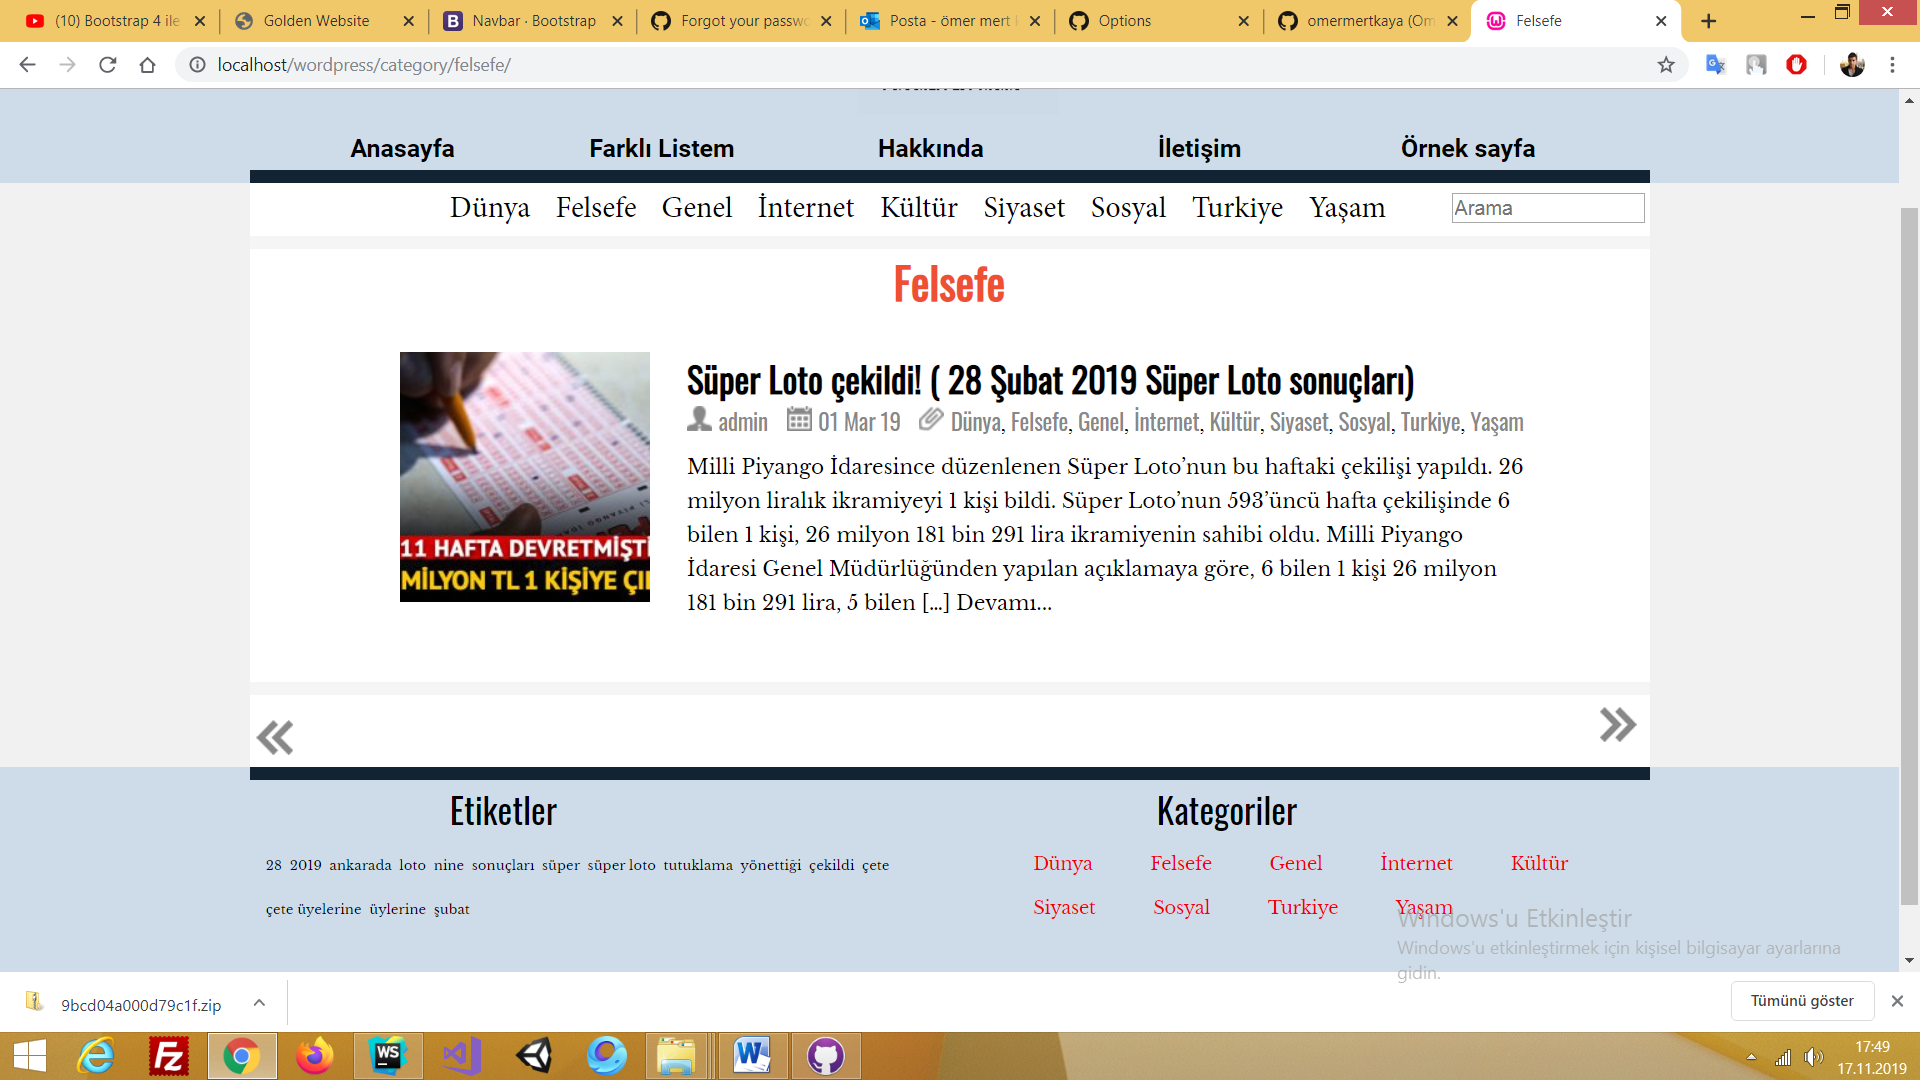 (10) Bootstrap 4 ile
Golden Website
Navbar · Bootstrap
Forgot your passwo
Posta - ömer mert
Options
omermertkaya (Om
Felsefe
localhost/wordpress/category/felsefe/
Anasayfa
Farklı Listem
Hakkında
İletişim
Örnek sayfa
Dünya Felsefe Genel İnternet Kültür Siyaset Sosyal Turkiye Yaşam
Arama
Felsefe
11 HAFTA DEVRETMİŞTİ
MİLYON TL 1 KİŞİYE ÇI
Süper Loto çekildi! ( 28 Şubat 2019 Süper Loto sonuçları)
admin 01 Mar 19 Dünya, Felsefe, Genel, İnternet, Kültür, Siyaset, Sosyal, Turkiye, Yaşam
Milli Piyango İdaresince düzenlenen Süper Loto’nun bu haftaki çekilişi yapıldı. 26
milyon liralık ikramiyeyi 1 kişi bildi. Süper Loto’nun 593’üncü hafta çekilişinde 6
bilen 1 kişi, 26 milyon 181 bin 291 lira ikramiyenin sahibi oldu. Milli Piyango
İdaresi Genel Müdürlüğünden yapılan açıklamaya göre, 6 bilen 1 kişi 26 milyon
181 bin 291 lira, 5 bilen [...] Devamı...
Etiketler
28 2019 ankarada loto nine sonuçları süper süper loto tutuklama yönettiği çekildi çete
çete üyelerine üylerine şubat
Kategoriler
Dünya Felsefe Genel İnternet Kültür
Siyaset Sosyal Turkiye Yaşam
Windows'u Etkinleştir
Windows'u etkinleştirmek için kişisel bilgisayar ayarlarına
gidin.
9bcd04a000d79c1f.zip
Tümünü göster
17:49
17.11.2019